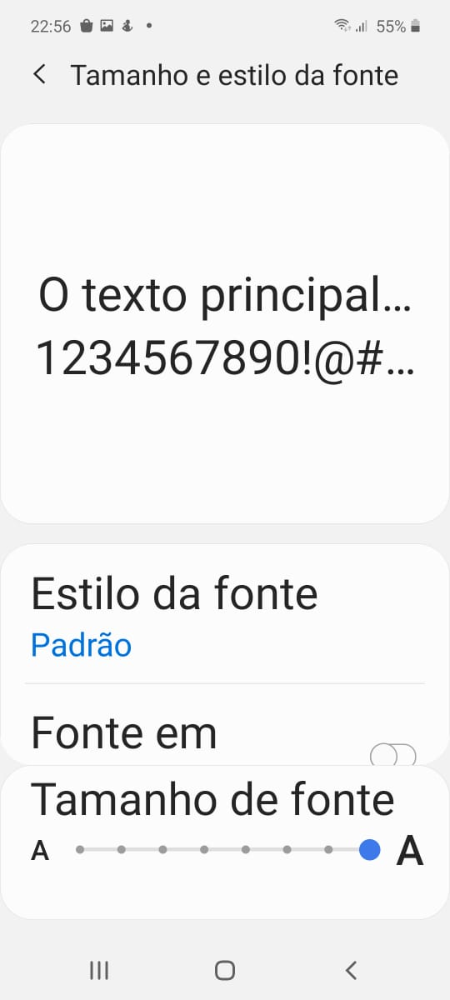 22:56 55%
Tamanho e estilo da fonte
O texto principal...
1234567890!@#...
Estilo da fonte
Padrão
Fonte em
Tamanho de fonte
A A